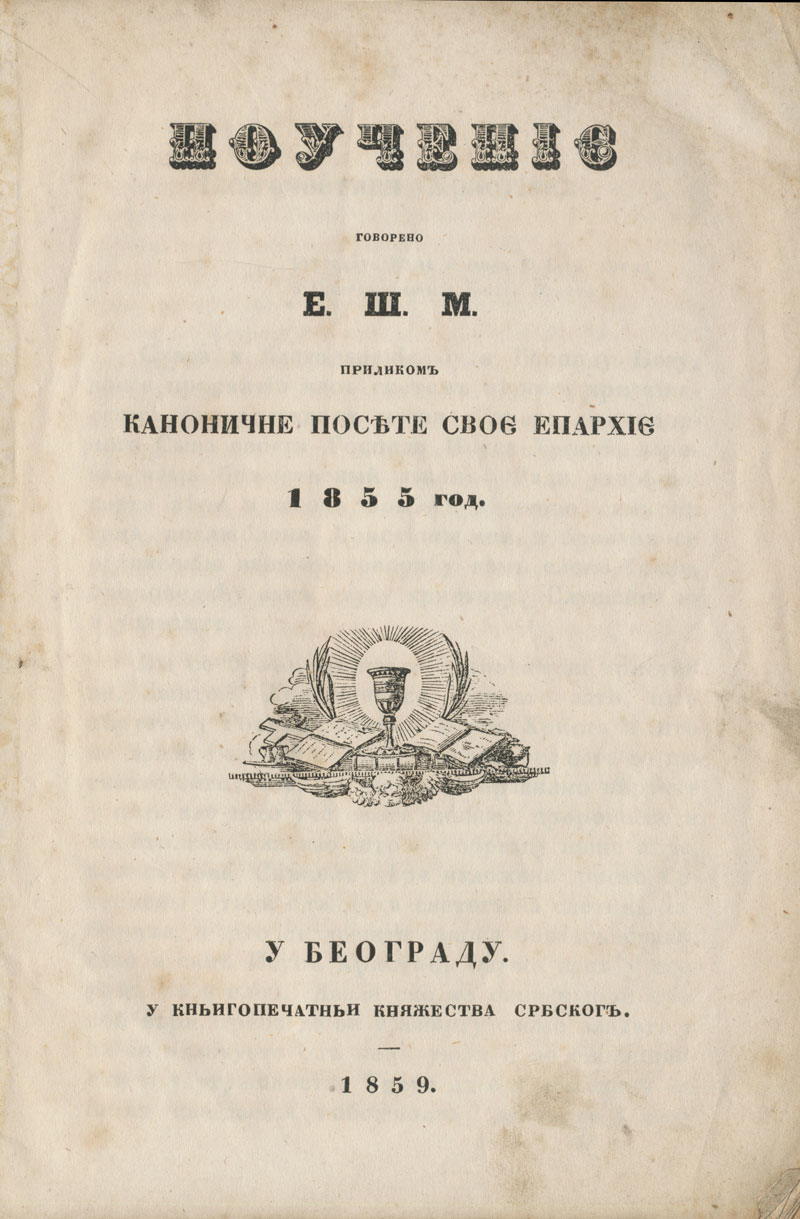 ПОУЧЕНІЄ
ГОВОРЕНО
Е. Ш. М.
ПРИЛИКОМЪ
КАНОНИЧНЕ ПОСѢТЕ СВОЄ ЕПАРХІЄ
1855 год.
У БЕОГРАДУ.
У КНЬИГОПЕЧАТНЬИ КНЯЖЕСТВА СРБСКОГЪ.
1859.